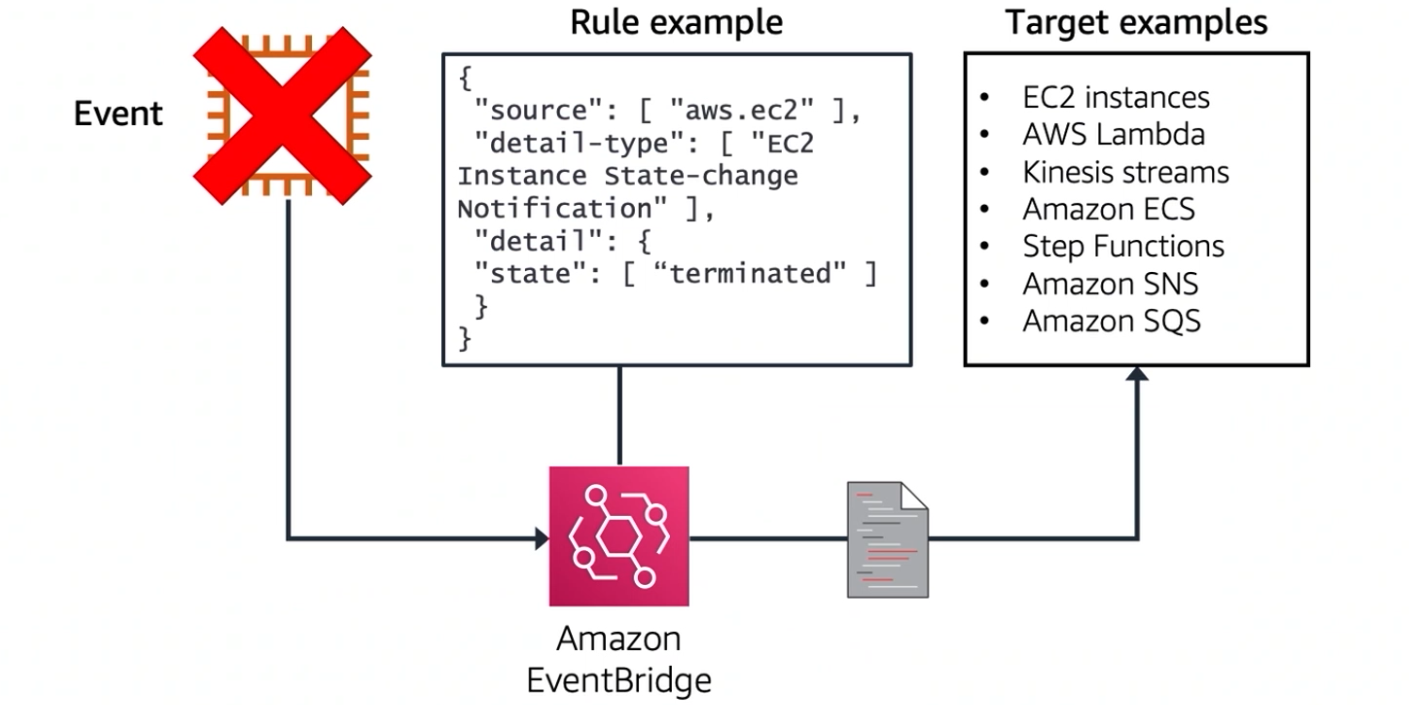 Event
Rule example
{
"source": [ "aws.ec2" ],
"detail-type": [ "EC2
Instance State-change
Notification" ],
"detail": {
"state": [ “terminated" ]
}
}
Target examples
• EC2 instances
• AWS Lambda
• Kinesis streams
• Amazon ECS
• Step Functions
• Amazon SNS
• Amazon SQS
Amazon
EventBridge